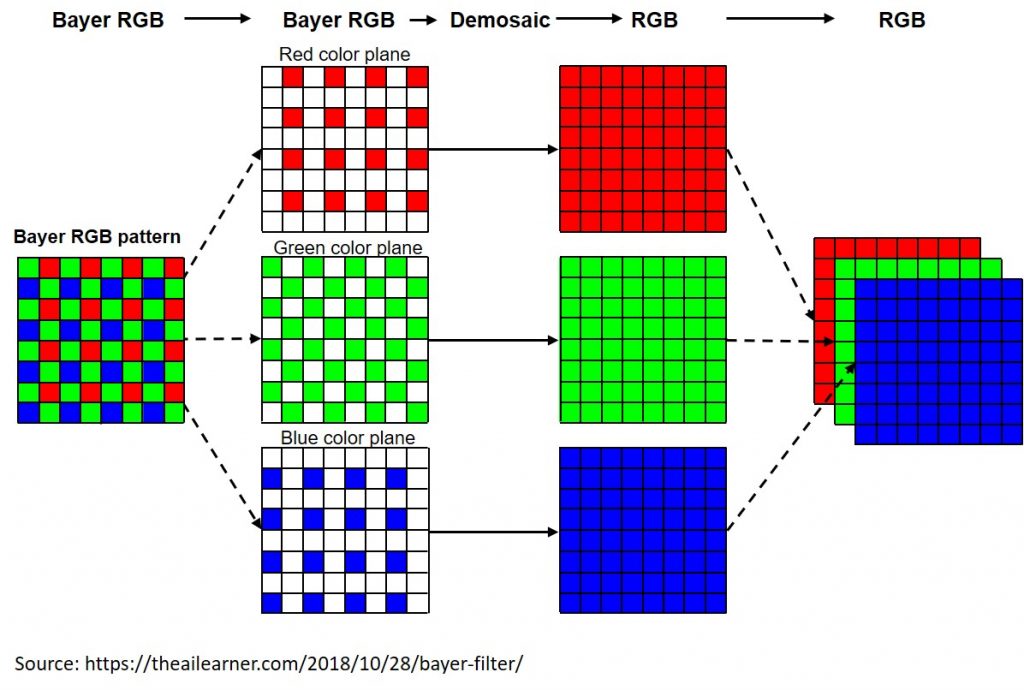 Bayer RGB Bayer RGB Demosaic RGB RGB
Red color plane
Bayer RGB pattern
Green color plane
Blue color plane
Source: https://theailearner.com/2018/10/28/bayer-filter/